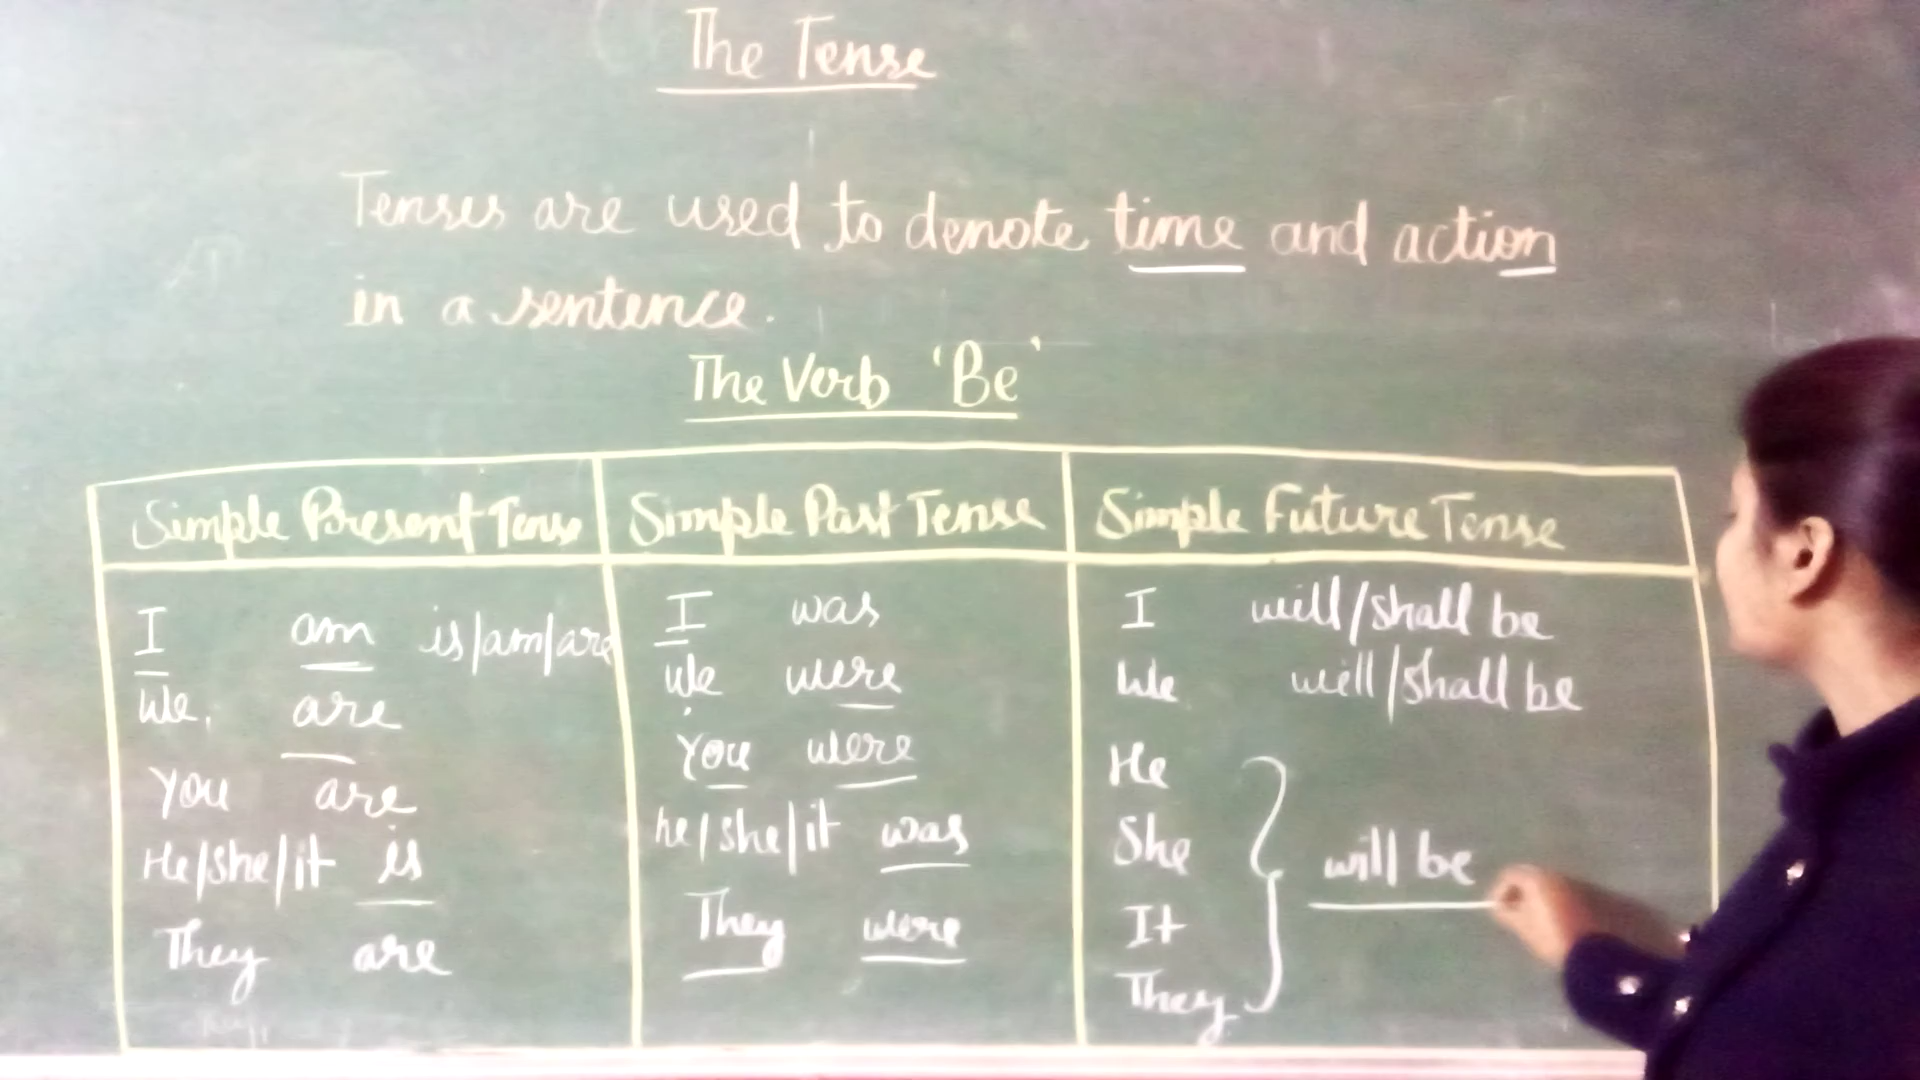 The Tense
Tenses are used to denote time and action
in a sentence.
The Verb 'Be'
Simple Present Tense
I am is/am/are
We are
You are
He/she/it is
They are
Simple Past Tense
I was
We were
You were
he/she/it was
They were
Simple Future Tense
I will/shall be
We will/shall be
He
She
It
They
will be